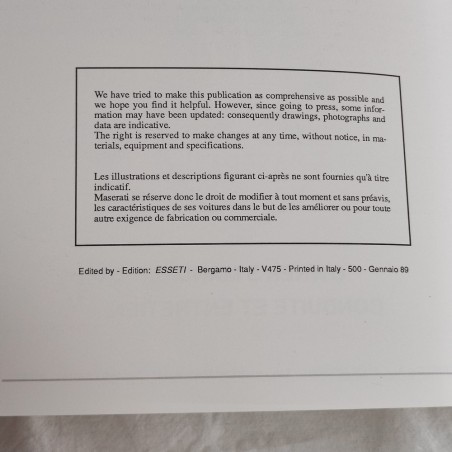 We have tried to make this publication as comprehensive as possible and
we hope you find it helpful. However, since going to press, some infor-
mation may have been updated: consequently drawings, photographs and
data are indicative.
The right is reserved to make changes at any time, without notice, in ma-
terials, equipment and specifications.
Les illustrations et descriptions figurant ci-après ne sont fournies qu'à titre
indicatif.
Maserati se réserve donc le droit de modifier à tout moment et sans préavis,
les caractéristiques de ses voitures dans le but de les améliorer ou pour toute
autre exigence de fabrication ou commerciale.
Edited by - Edition: ESSETI - Bergamo - Italy - V475 - Printed in Italy - 500 - Gennaio 89